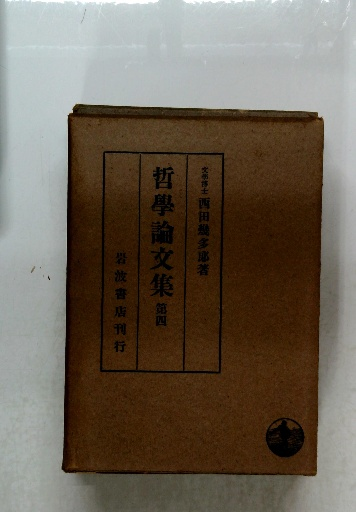 文學博士 西田幾多郎著
哲學論文集 第四
岩波書店刊行